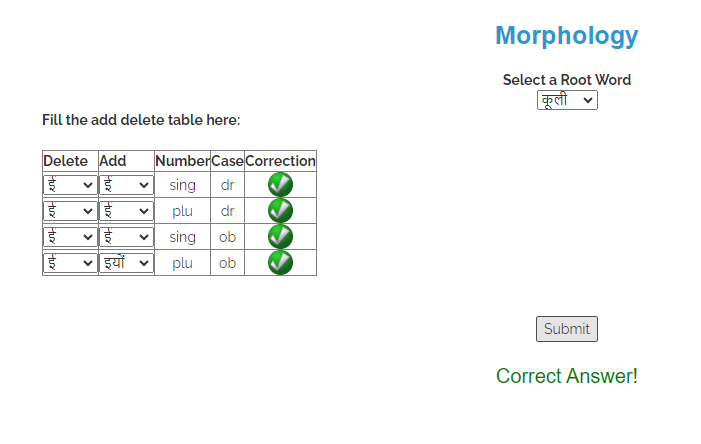 Morphology
Select a Root Word
कूली
Fill the add delete table here:
Delete Add Number Case Correction
ई ई sing dr
ई ई plu dr
ई ई sing ob
ई इयों plu ob
Submit
Correct Answer!